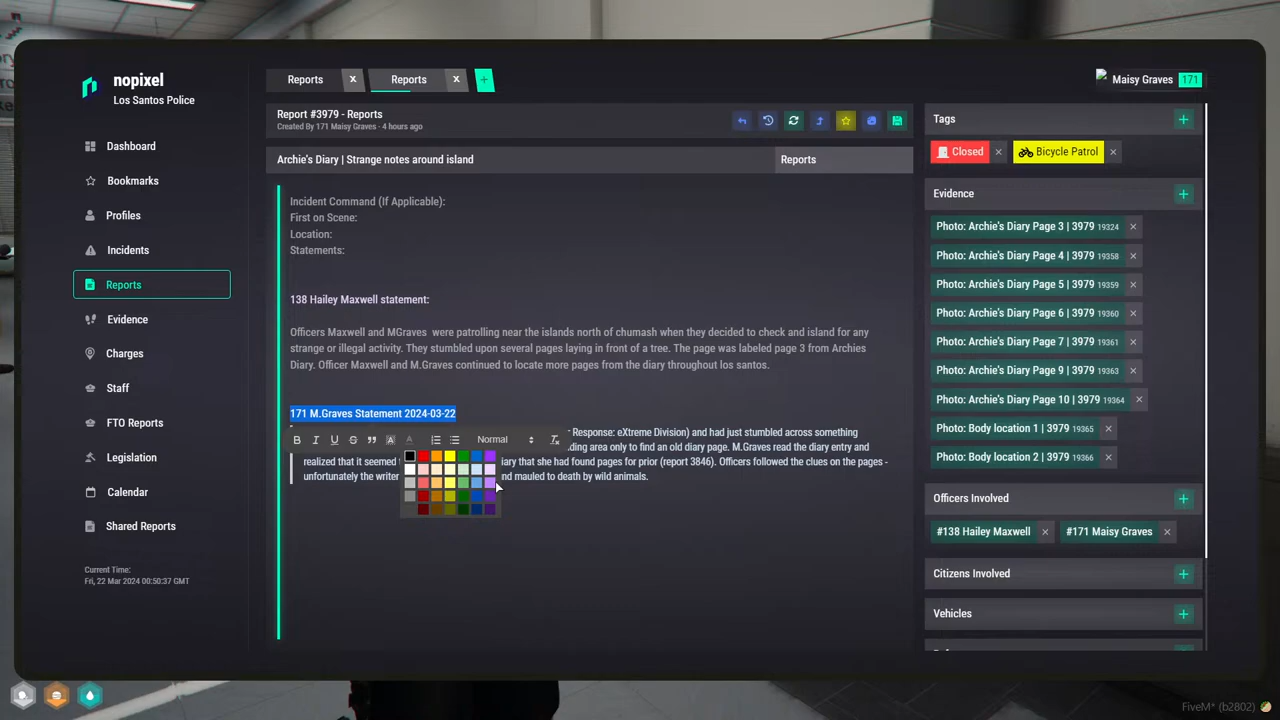 nopixel
Los Santos Police
Dashboard
Bookmarks
Profiles
Incidents
Reports
Evidence
Charges
Staff
FTO Reports
Legislation
Calendar
Shared Reports
Current Time:
Fri, 22 Mar 2024 00:50:37 GMT
Reports x Reports x +
Report #3979 - Reports
Created By 171 Maisy Graves - 4 hours ago
Archie's Diary | Strange notes around island
Reports
Incident Command (If Applicable):
First on Scene:
Location:
Statements:
138 Hailey Maxwell statement:
Officers Maxwell and MGraves were patrolling near the islands north of chumash when they decided to check and island for any
strange or illegal activity. They stumbled upon several pages laying in front of a tree. The page was labeled page 3 from Archies
Diary. Officer Maxwell and M.Graves continued to locate more pages from the diary throughout los santos.
171 M.Graves Statement 2024-03-22
r Response: eXtreme Division) and had just stumbled across something
ding area only to find an old diary page. M.Graves read the diary entry and
realized that it seemed t iary that she had found pages for prior (report 3846). Officers followed the clues on the pages -
unfortunately the writer nd mauled to death by wild animals.
B I U S A A Normal
Maisy Graves 171
Tags +
Closed x Bicycle Patrol x
Evidence +
Photo: Archie's Diary Page 3 | 3979 19324 x
Photo: Archie's Diary Page 4 | 3979 19358 x
Photo: Archie's Diary Page 5 | 3979 19359 x
Photo: Archie's Diary Page 6 | 3979 19360 x
Photo: Archie's Diary Page 7 | 3979 19361 x
Photo: Archie's Diary Page 9 | 3979 19363 x
Photo: Archie's Diary Page 10 | 3979 19364 x
Photo: Body location 1 | 3979 19365 x
Photo: Body location 2 | 3979 19366 x
Officers Involved +
#138 Hailey Maxwell x #171 Maisy Graves x
Citizens Involved +
Vehicles +
FiveM* (b2802)